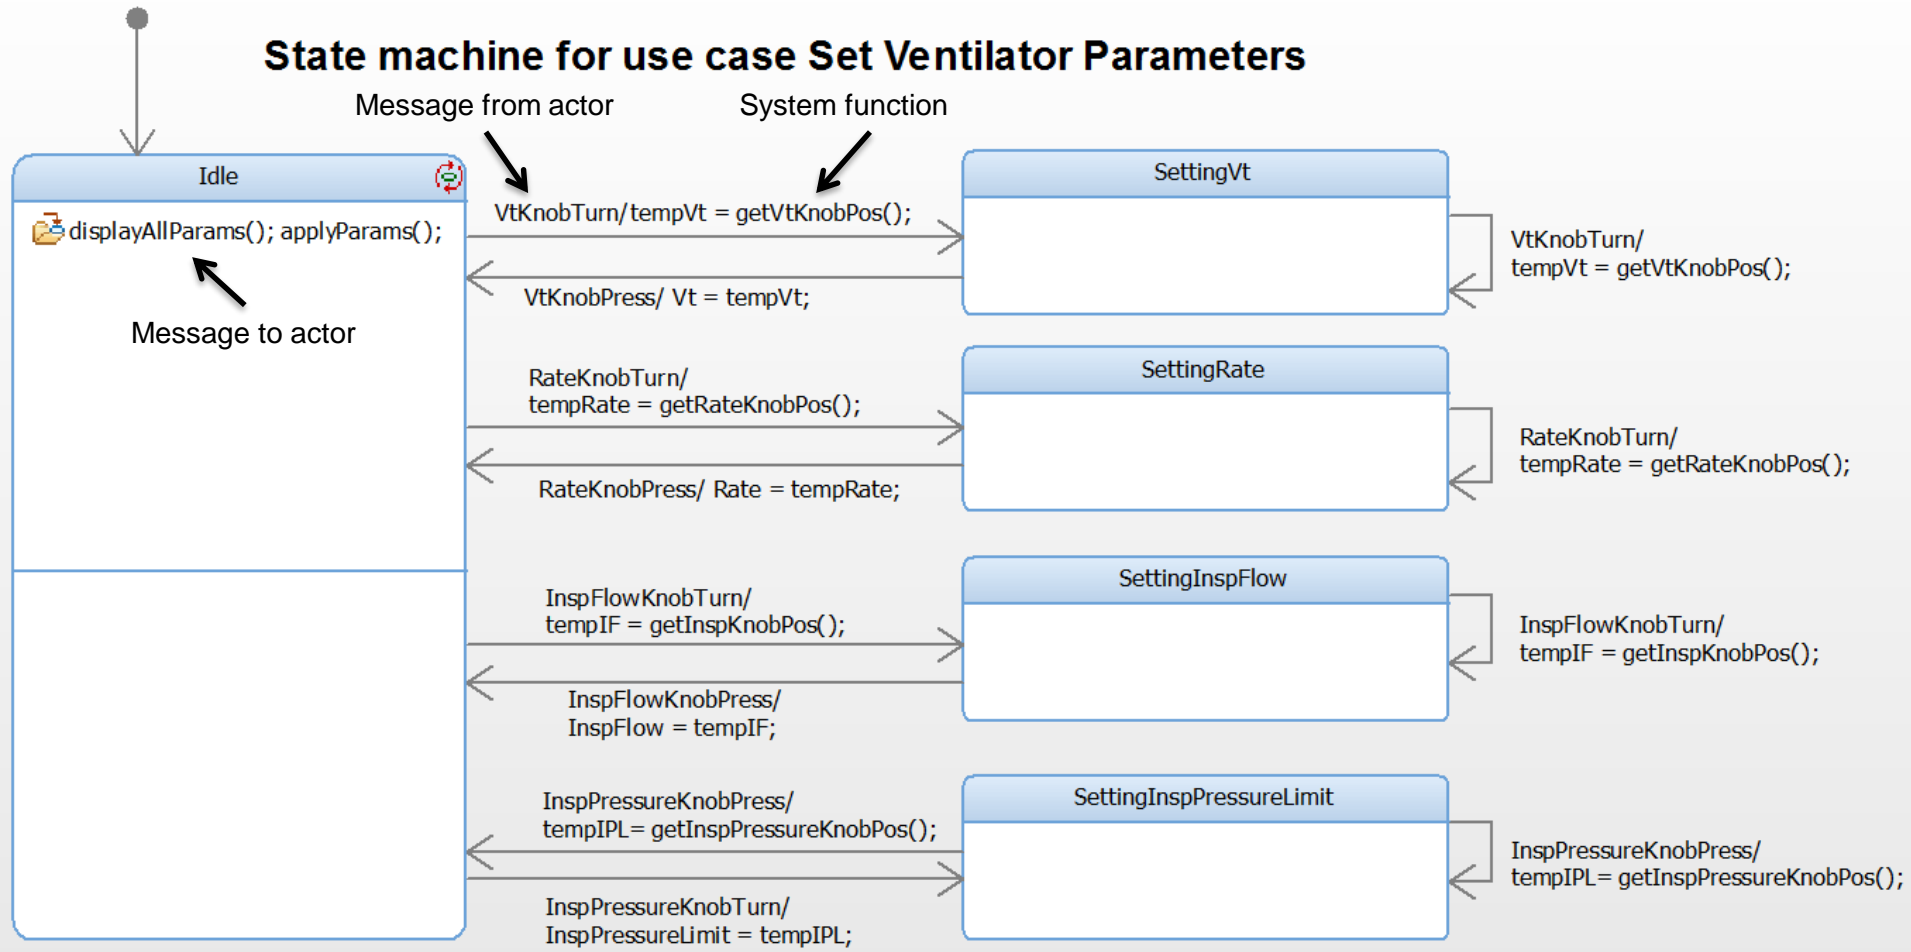 State machine for use case Set Ventilator Parameters
Message from actor
System function
Idle
displayAllParams(); applyParams();
Message to actor
VtKnobTurn/tempVt = getVtKnobPos();
VtKnobPress/ Vt = tempVt;
SettingVt
VtKnobTurn/
tempVt = getVtKnobPos();
RateKnobTurn/
tempRate = getRateKnobPos();
RateKnobPress/ Rate = tempRate;
SettingRate
RateKnobTurn/
tempRate = getRateKnobPos();
InspFlowKnobTurn/
tempIF = getInspKnobPos();
InspFlowKnobPress/
InspFlow = tempIF;
SettingInspFlow
InspFlowKnobTurn/
tempIF = getInspKnobPos();
InspPressureKnobPress/
tempIPL= getInspPressureKnobPos();
InspPressureKnobTurn/
InspPressureLimit = tempIPL;
SettingInspPressureLimit
InspPressureKnobPress/
tempIPL= getInspPressureKnobPos();